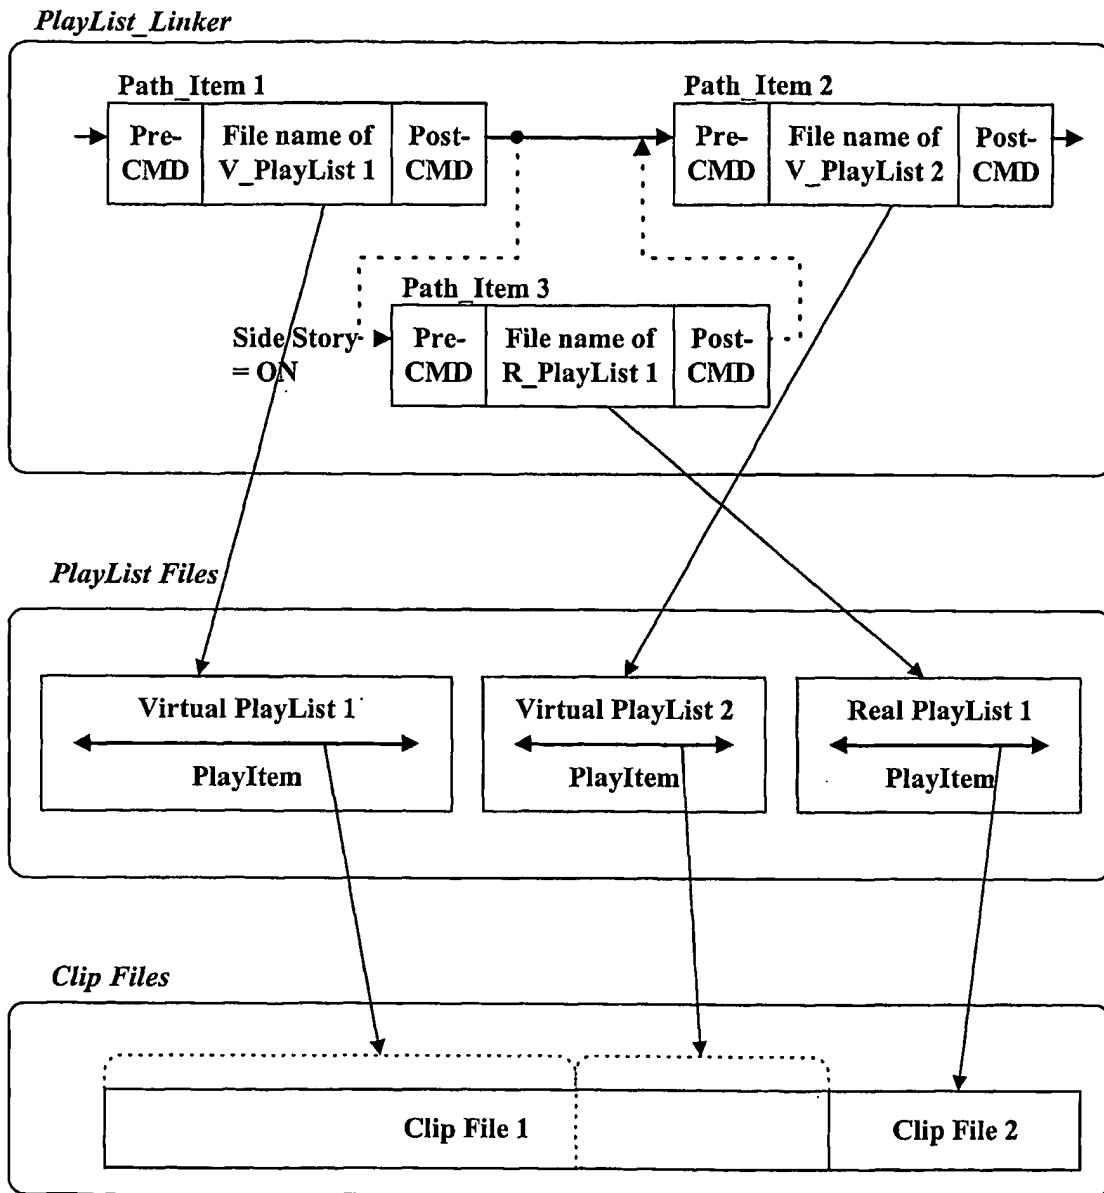 PlayList_Linker
Path_Item 1
Pre-
CMD
File name of
V_PlayList 1
Post-
CMD
Path_Item 2
Pre-
CMD
File name of
V_PlayList 2
Post-
CMD
Path_Item 3
Side Story
= ON
Pre-
CMD
File name of
R_PlayList 1
Post-
CMD
PlayList Files
Virtual PlayList 1
PlayItem
Virtual PlayList 2
PlayItem
Real PlayList 1
PlayItem
Clip Files
Clip File 1
Clip File 2